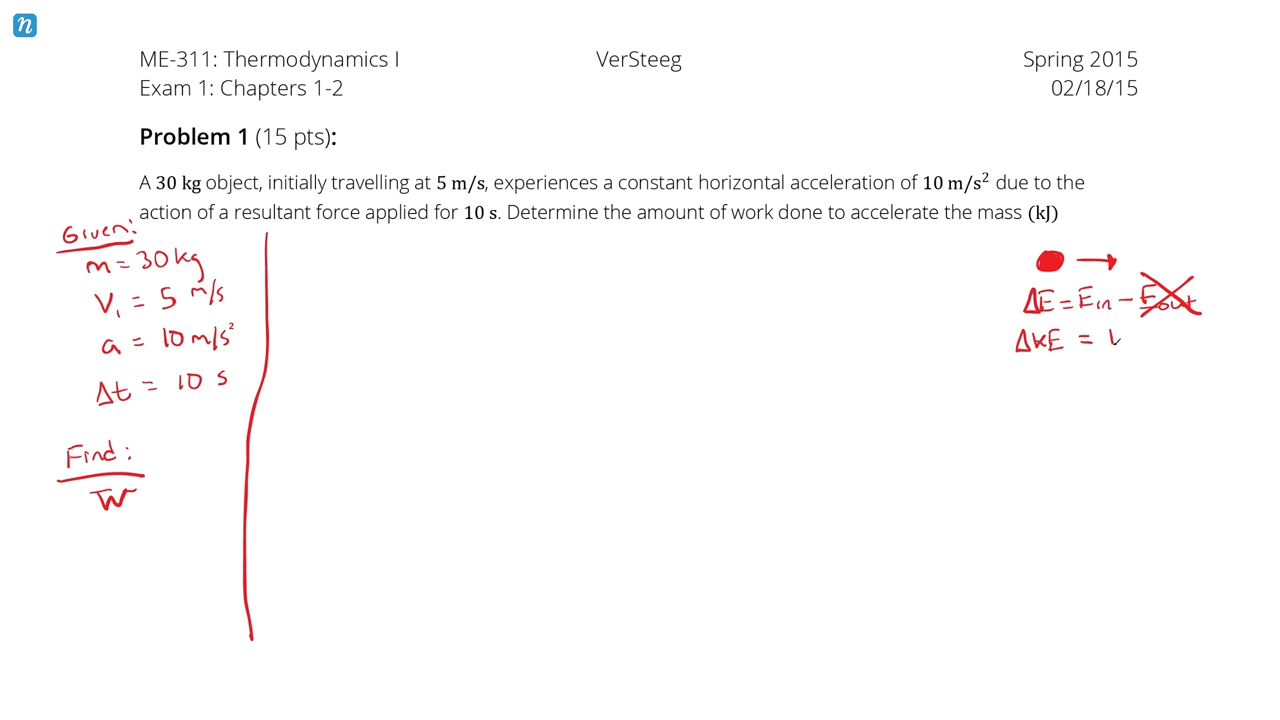 n
ME-311: Thermodynamics I VerSteeg Spring 2015
Exam 1: Chapters 1-2 02/18/15
Problem 1 (15 pts):
A 30 kg object, initially travelling at 5 m/s, experiences a constant horizontal acceleration of 10 m/s² due to the
action of a resultant force applied for 10 s. Determine the amount of work done to accelerate the mass (kJ)
Given:
m = 30 kg
V₁ = 5 m/s
a = 10 m/s²
Δt = 10 s
Find:
W
ΔE = Ein - Eout
ΔKE =